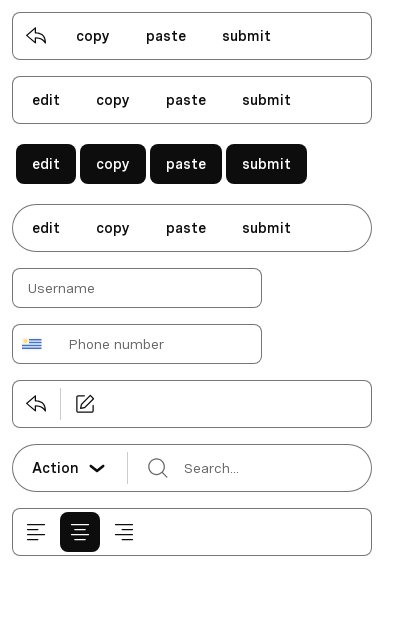 copy paste submit
edit copy paste submit
edit copy paste submit
edit copy paste submit
Username
Phone number
Action Search...